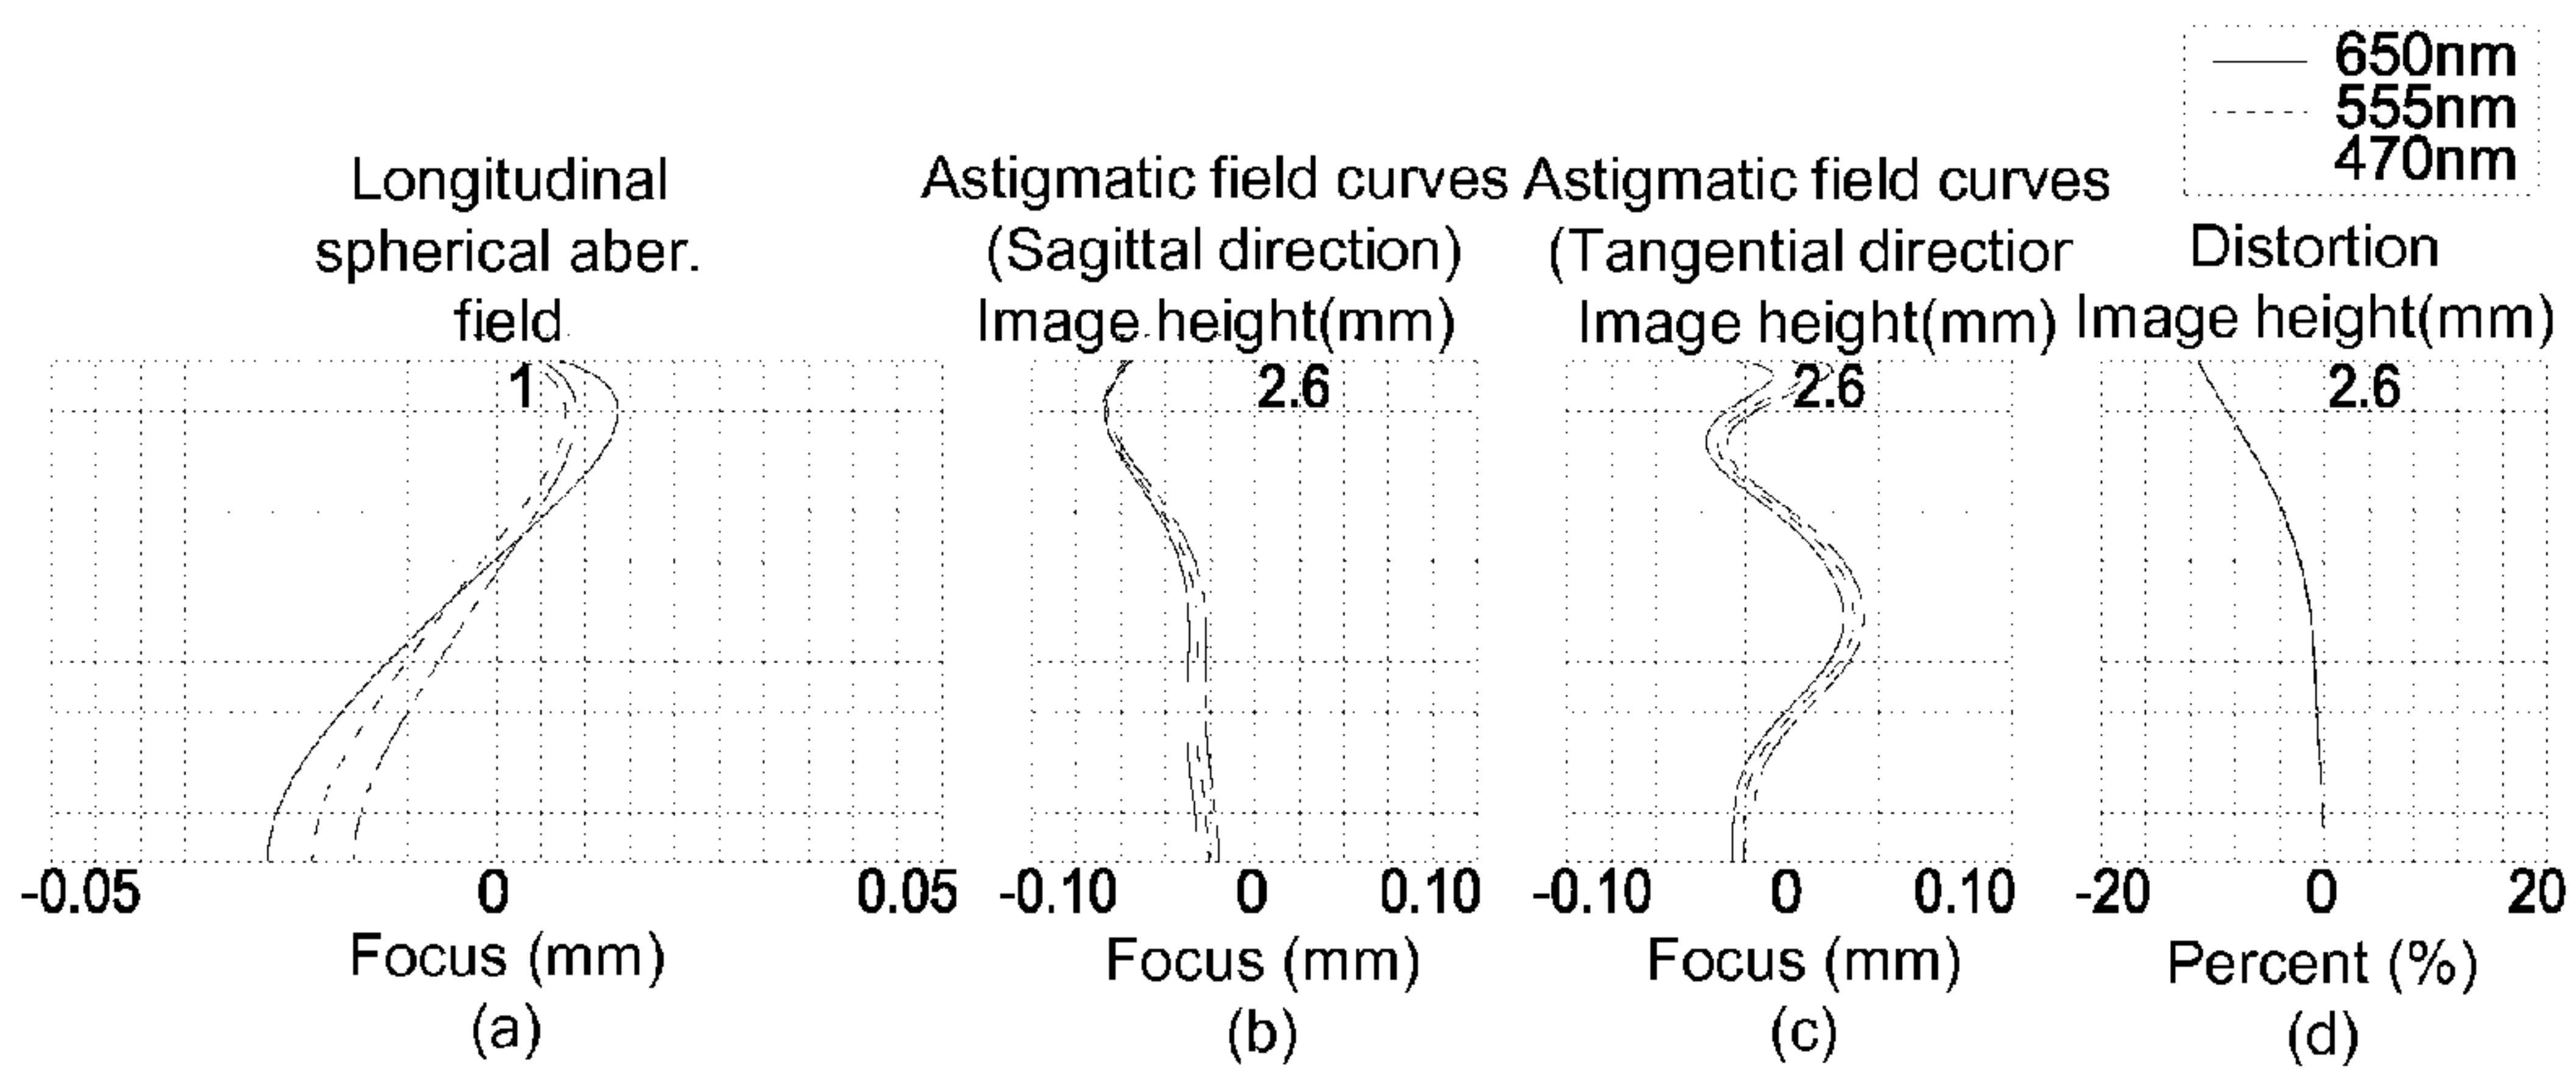 650nm
555nm
470nm
Longitudinal
spherical aber.
field
Astigmatic field curves
(Sagittal direction)
Image height(mm)
Astigmatic field curves
(Tangential direction
Image height(mm)
Distortion
Image height(mm)
1
2.6
2.6
2.6
-0.05 0 0.05
-0.10 0 0.10
-0.10 0 0.10
-20 0 20
Focus (mm)
Focus (mm)
Focus (mm)
Percent (%)
(a)
(b)
(c)
(d)